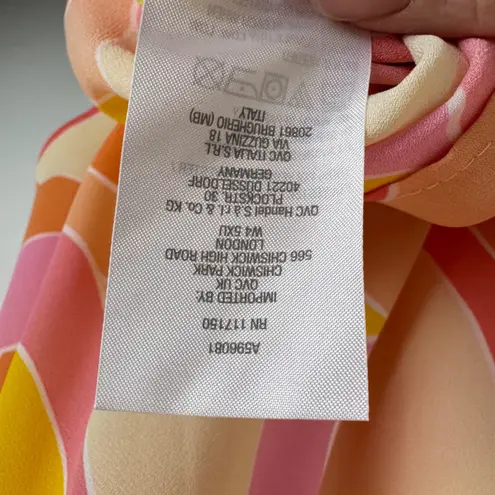 A596081
RN 117150
IMPORTED BY:
QVC UK
CHISWICK PARK
566 CHISWICK HIGH ROAD
LONDON
W4 5XU
QVC Handel S.à r.l. & Co. KG
PLOCKSTR. 30
40221 DÜSSELDORF
GERMANY
QVC ITALIA S.R.L
VIA GUZZINA 18
20861 BRUGHERIO (MB)
ITALY